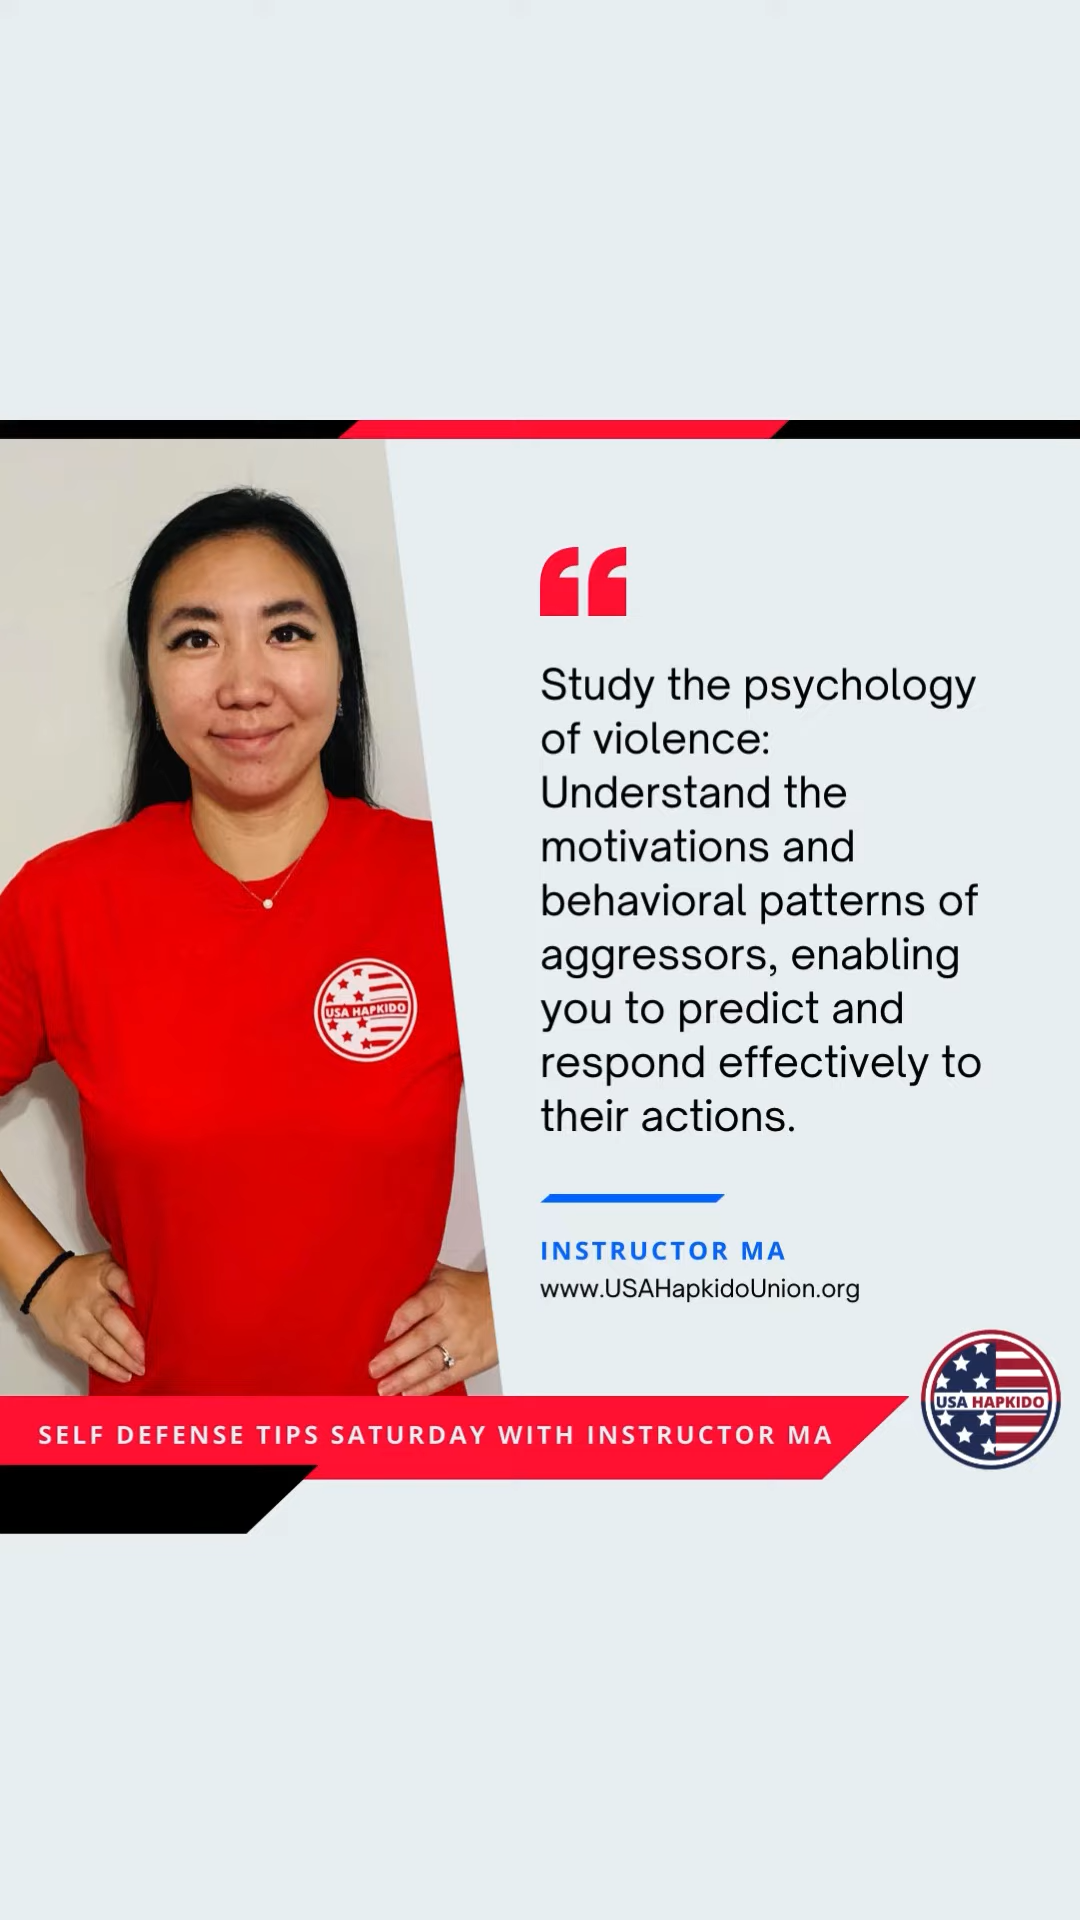 Study the psychology
of violence:
Understand the
motivations and
behavioral patterns of
aggressors, enabling
you to predict and
respond effectively to
their actions.
USA HAPKIDO
INSTRUCTOR MA
www.USAHapkidoUnion.org
USA HAPKIDO
SELF DEFENSE TIPS SATURDAY WITH INSTRUCTOR MA